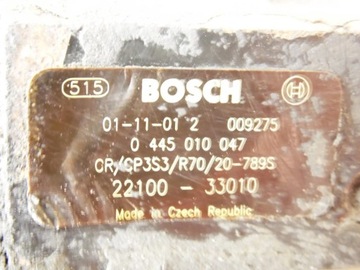 515 BOSCH
01-11-01 2 009275
0 445 010 047
CR/CP3S3/R70/20-789S
22100 - 33010
Made in Czech Republic